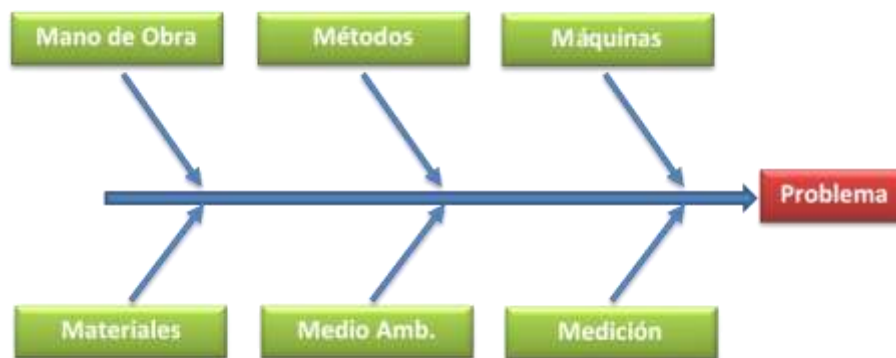 Mano de Obra
Métodos
Máquinas
Problema
Materiales
Medio Amb.
Medición